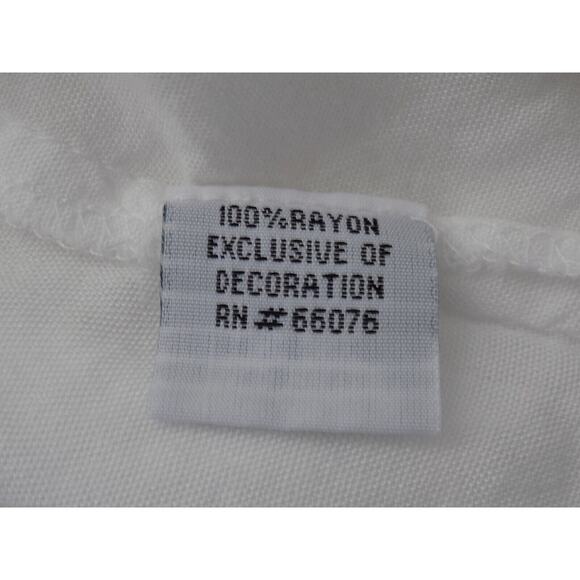 100%RAYON
EXCLUSIVE OF
DECORATION
RN #66076